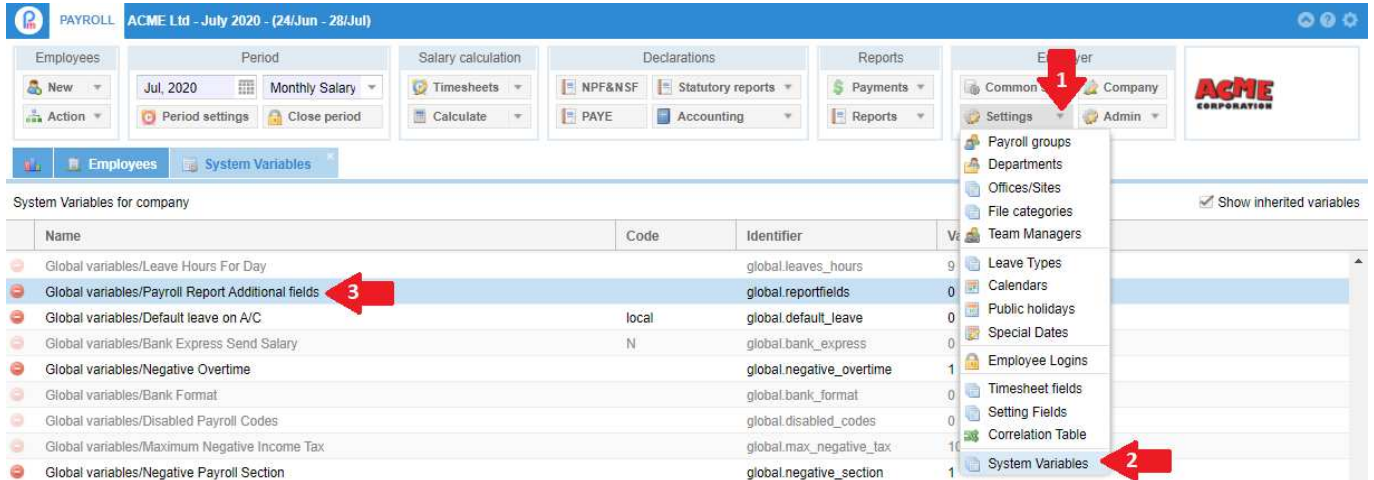 PAYROLL ACME Ltd - July 2020 - (24/Jun - 28/Jul)
Employees Period Salary calculation Declarations Reports
New Jul, 2020 Monthly Salary Timesheets NPF&NSF Statutory reports Payments Common 1 Company
ACME
CORPORATION
Action Period settings Close period Calculate PAYE Accounting Reports Settings Admin
Payroll groups
Employees System Variables Departments
Offices/Sites
System Variables for company File categories Show inherited variables
Name Code Identifier Team Managers
Global variables/Leave Hours For Day global.leaves_hours 9 Leave Types
Calendars
Global variables/Payroll Report Additional fields 3 global.reportfields 0
Global variables/Default leave on A/C local global.default_leave 0 Public holidays
Special Dates
Global variables/Bank Express Send Salary N global.bank_express 0
Global variables/Negative Overtime global.negative_overtime 1 Employee Logins
Global variables/Bank Format global.bank_format 0 Timesheet fields
Setting Fields
Global variables/Disabled Payroll Codes global.disabled_codes 0
Global variables/Maximum Negative Income Tax global.max_negative_tax 10 Correlation Table
Global variables/Negative Payroll Section global.negative_section 1 System Variables 2